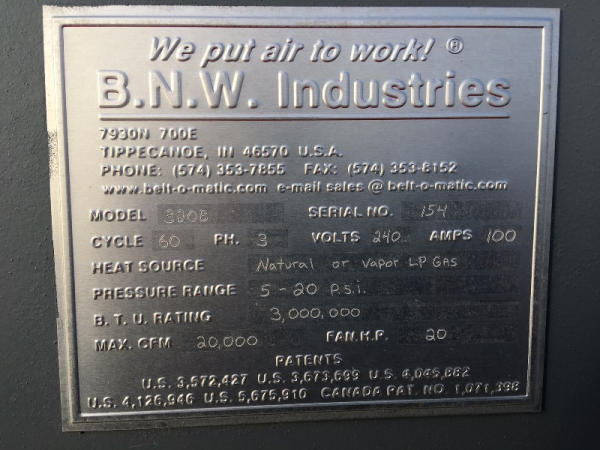 We put air to work! ®
B.N.W. Industries
7930N 700E
TIPPECANOE, IN 46570 U.S.A.
PHONE: (574) 353-7855 FAX: (574) 353-8152
www.belt-o-matic.com e-mail sales @ belt-o-matic.com
MODEL 320B SERIAL NO. 154
CYCLE 60 PH. 3 VOLTS 240 AMPS 100
HEAT SOURCE Natural or Vapor LP GAS
PRESSURE RANGE 5-20 P.S.i.
B. T. U. RATING 3,000,000
MAX. CFM 20,000 FAN.H.P. 20
PATENTS
U.S. 3,572,427 U.S. 3,673,699 U.S. 4,045,882
U.S. 4,126,946 U.S. 5,675,910 CANADA PAT. NO. 1,071,398